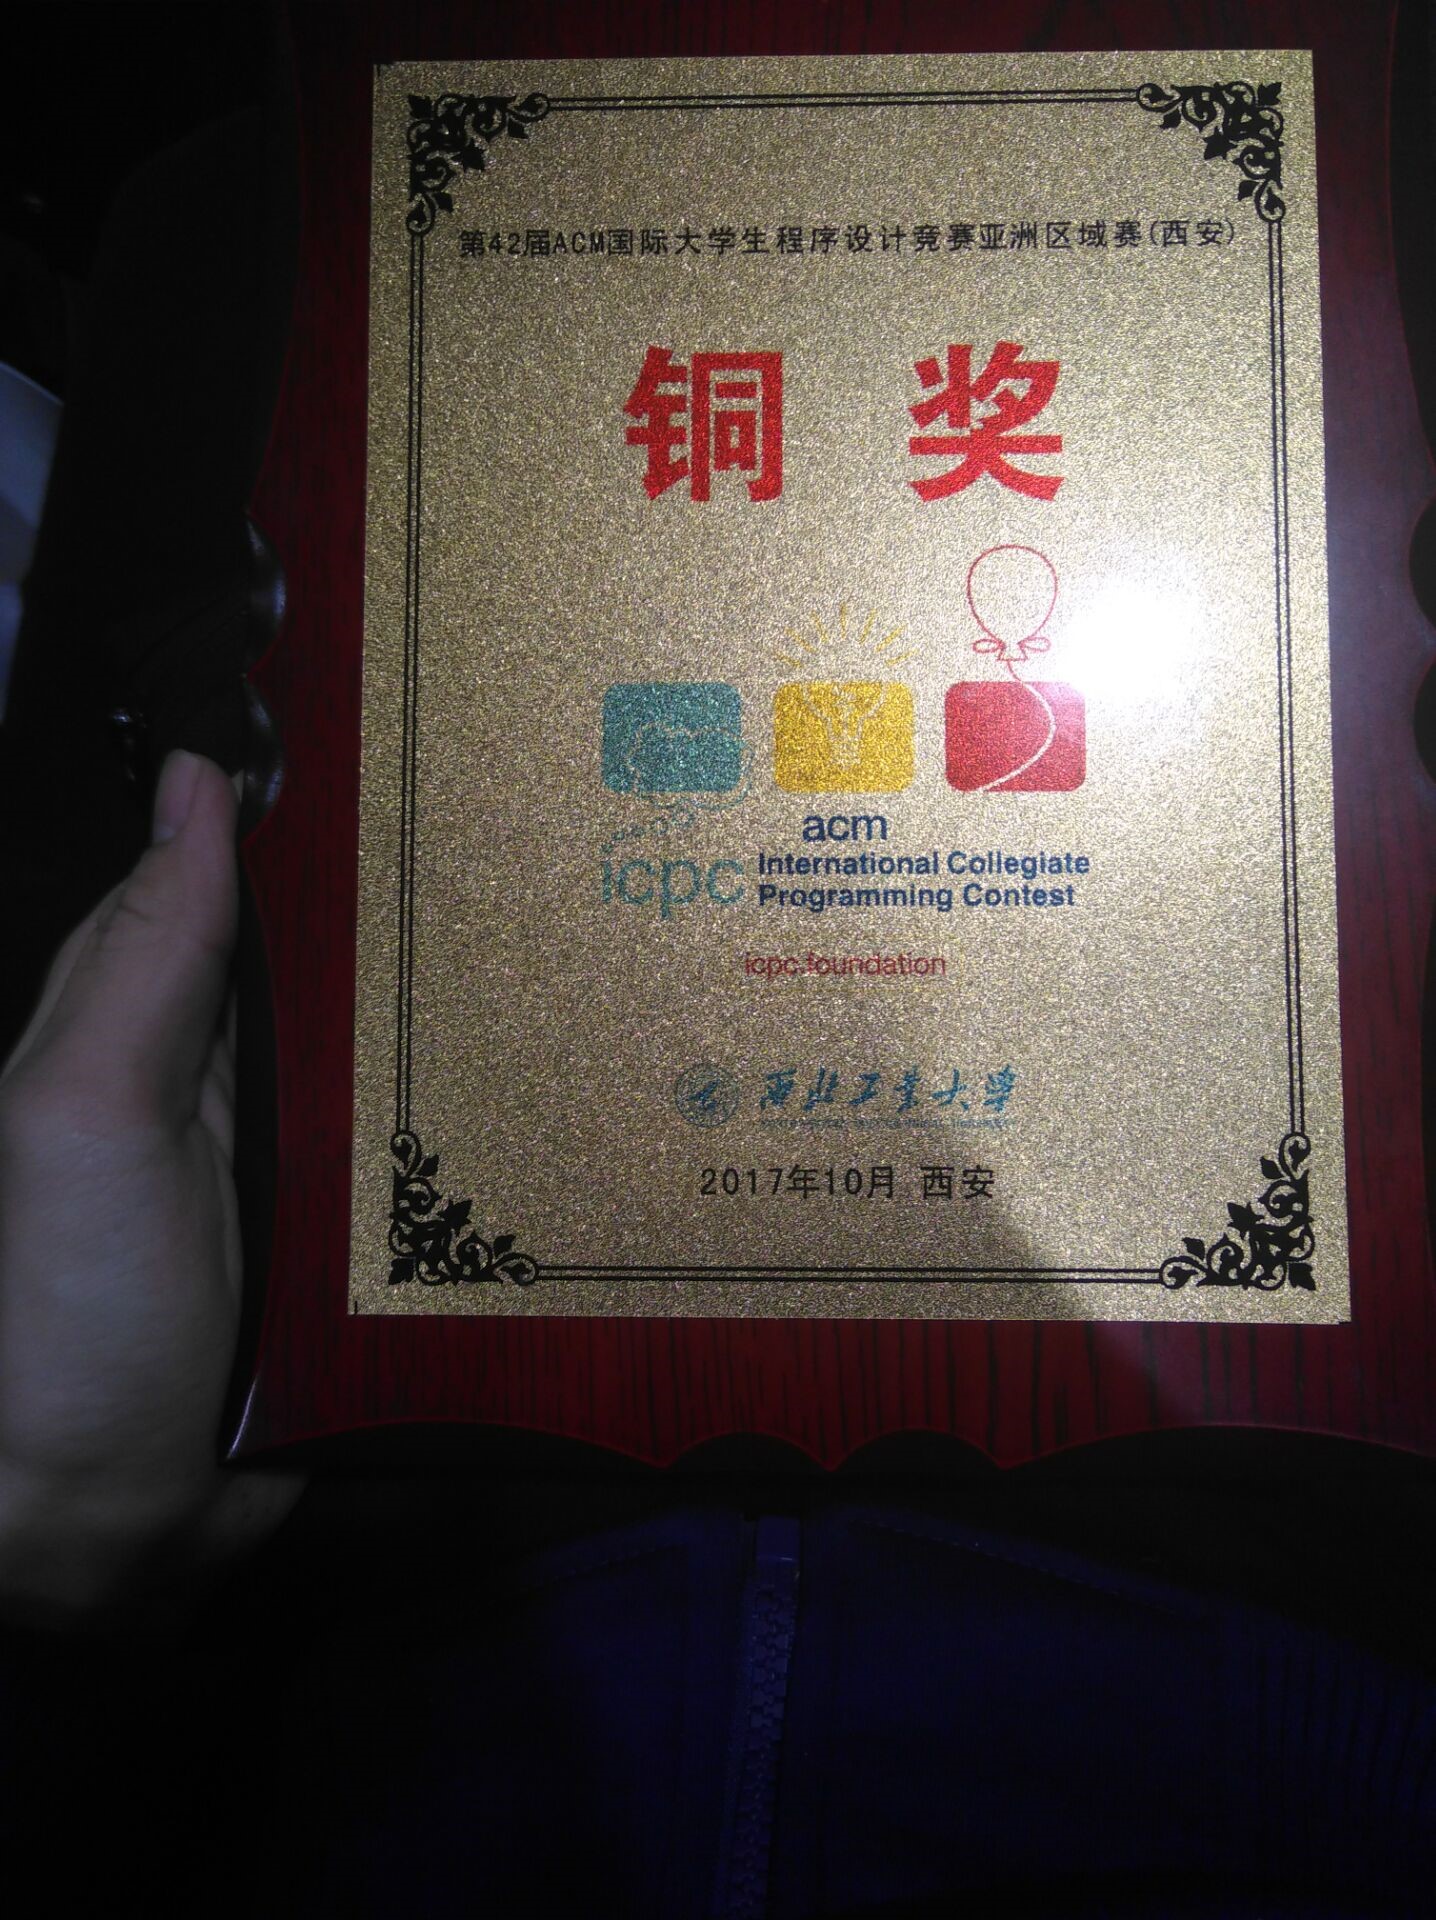 第42届ACM国际大学生程序设计竞赛亚洲区域赛(西安)
铜 奖
acm
icpc International Collegiate
Programming Contest
icpc.foundation
西北工业大学
2017年10月 西安